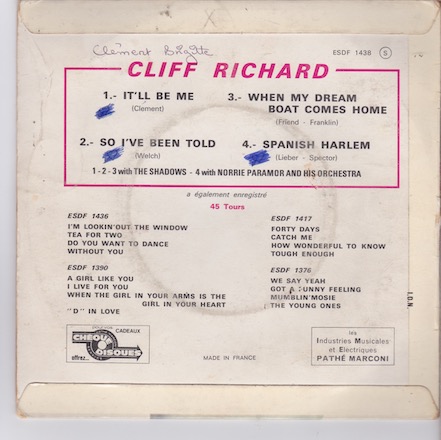 Clement Brigitte
ESDF 1438 S
CLIFF RICHARD
1.- IT'LL BE ME
(Clement)
3.- WHEN MY DREAM
BOAT COMES HOME
(Friend - Franklin)
2.- SO I'VE BEEN TOLD
(Welch)
4.- SPANISH HARLEM
(Lieber - Spector)
1 - 2 - 3 with THE SHADOWS - 4 with NORRIE PARAMOR AND HIS ORCHESTRA
a également enregistré
45 Tours
ESDF 1436
I'M LOOKIN'OUT THE WINDOW
TEA FOR TWO
DO YOU WANT TO DANCE
WITHOUT YOU
ESDF 1417
FORTY DAYS
CATCH ME
HOW WONDERFUL TO KNOW
TOUGH ENOUGH
ESDF 1390
A GIRL LIKE YOU
I LIVE FOR YOU
WHEN THE GIRL IN YOUR ARMS IS THE
GIRL IN YOUR HEART
"D" IN LOVE
ESDF 1376
WE SAY YEAH
GOT A FUNNY FEELING
MUMBLIN'MOSIE
THE YOUNG ONES
CADEAUX
CHEQU
DISQUES
offrez...
MADE IN FRANCE
les
Industries Musicales
et Electriques
PATHÉ MARCONI